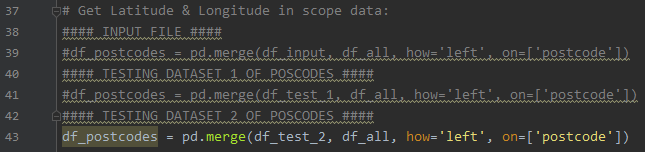 37 # Get Latitude & Longitude in scope data:
38 #### INPUT FILE ####
39 #df_postcodes = pd.merge(df_input, df_all, how='left', on=['postcode'])
40 #### TESTING DATASET 1 OF POSCODES ####
41 #df_postcodes = pd.merge(df_test_1, df_all, how='left', on=['postcode'])
42 #### TESTING DATASET 2 OF POSCODES ####
43 df_postcodes = pd.merge(df_test_2, df_all, how='left', on=['postcode'])